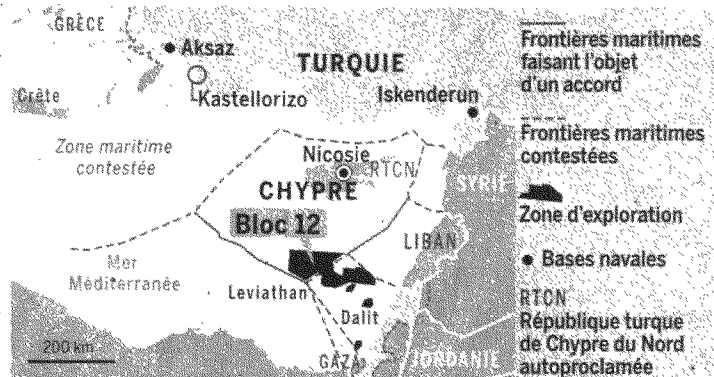 GRÈCE
Aksaz
TURQUIE
Kastellorizo
Iskenderun
Crète
Zone maritime
contestée
Nicosie
RTCN
CHYPRE
SYRIE
Bloc 12
LIBAN
Mer
Méditerranée
Leviathan
Dalit
200 km
GAZA
JORDANIE
Frontières maritimes
faisant l'objet
d'un accord
Frontières maritimes
contestées
Zone d'exploration
Bases navales
RTCN
République turque
de Chypre du Nord
autoproclamée